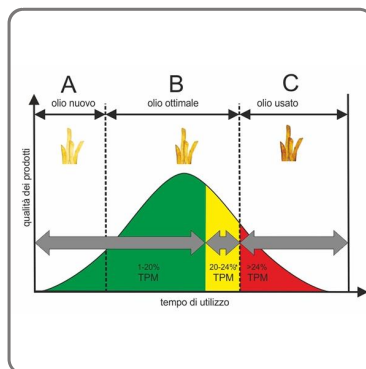 A B C
olio nuovo olio ottimale olio usato
qualità dei prodotti
1-20% 20-24% >24%
TPM TPM TPM
tempo di utilizzo